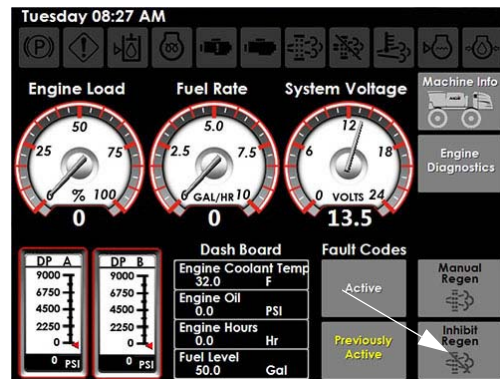 Tuesday 08:27 AM
Engine Load
Fuel Rate
System Voltage
Machine Info
50
25
75
0
%
100
0
5.0
2.5
7.5
0
GAL/HR
10
0
12
6
18
0
VOLTS
24
13.5
Engine
Diagnostics
DP A
9000
6750
4500
2250
0
0 PSI
DP B
9000
6750
4500
2250
0
0 PSI
Dash Board
Engine Coolant Temp
32.0 F
Engine Oil
0.0 PSI
Engine Hours
0.0 Hr
Fuel Level
50.0 Gal
Fault Codes
Active
Previously
Active
Manual
Regen
Inhibit
Regen